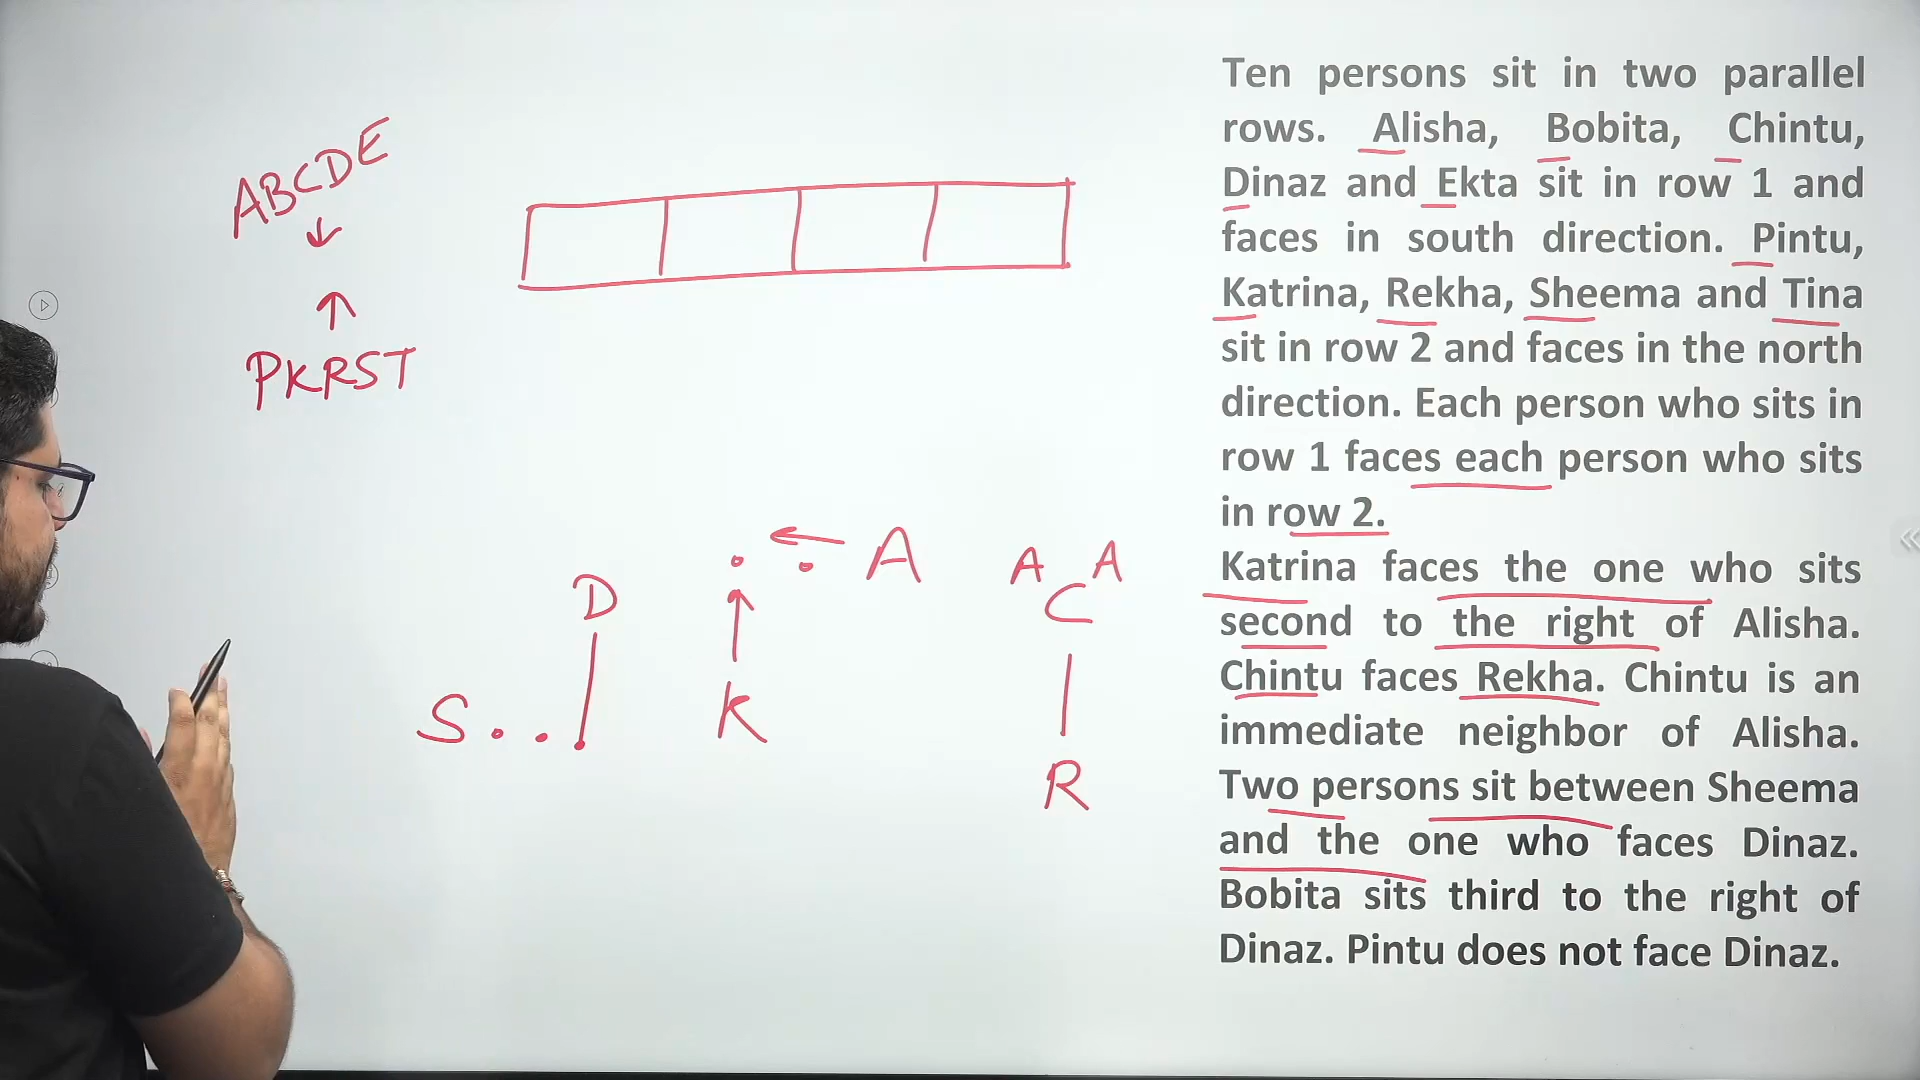 ABCDE
PKRST
A
D
S
K
A A
C
R
Ten persons sit in two parallel
rows. Alisha, Bobita, Chintu,
Dinaz and Ekta sit in row 1 and
faces in south direction. Pintu,
Katrina, Rekha, Sheema and Tina
sit in row 2 and faces in the north
direction. Each person who sits in
row 1 faces each person who sits
in row 2.
Katrina faces the one who sits
second to the right of Alisha.
Chintu faces Rekha. Chintu is an
immediate neighbor of Alisha.
Two persons sit between Sheema
and the one who faces Dinaz.
Bobita sits third to the right of
Dinaz. Pintu does not face Dinaz.